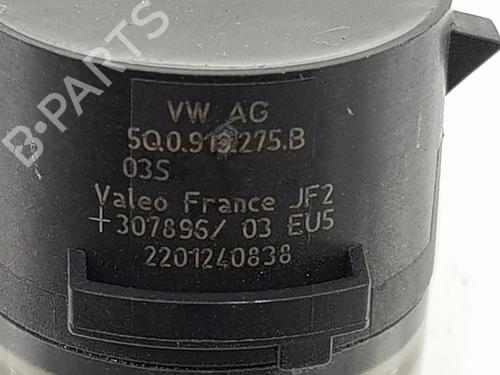 B-PARTS
VW AG
5Q0.919.275.B
03S
Valeo France JF2
+307896/ 03 EU5
2201240838